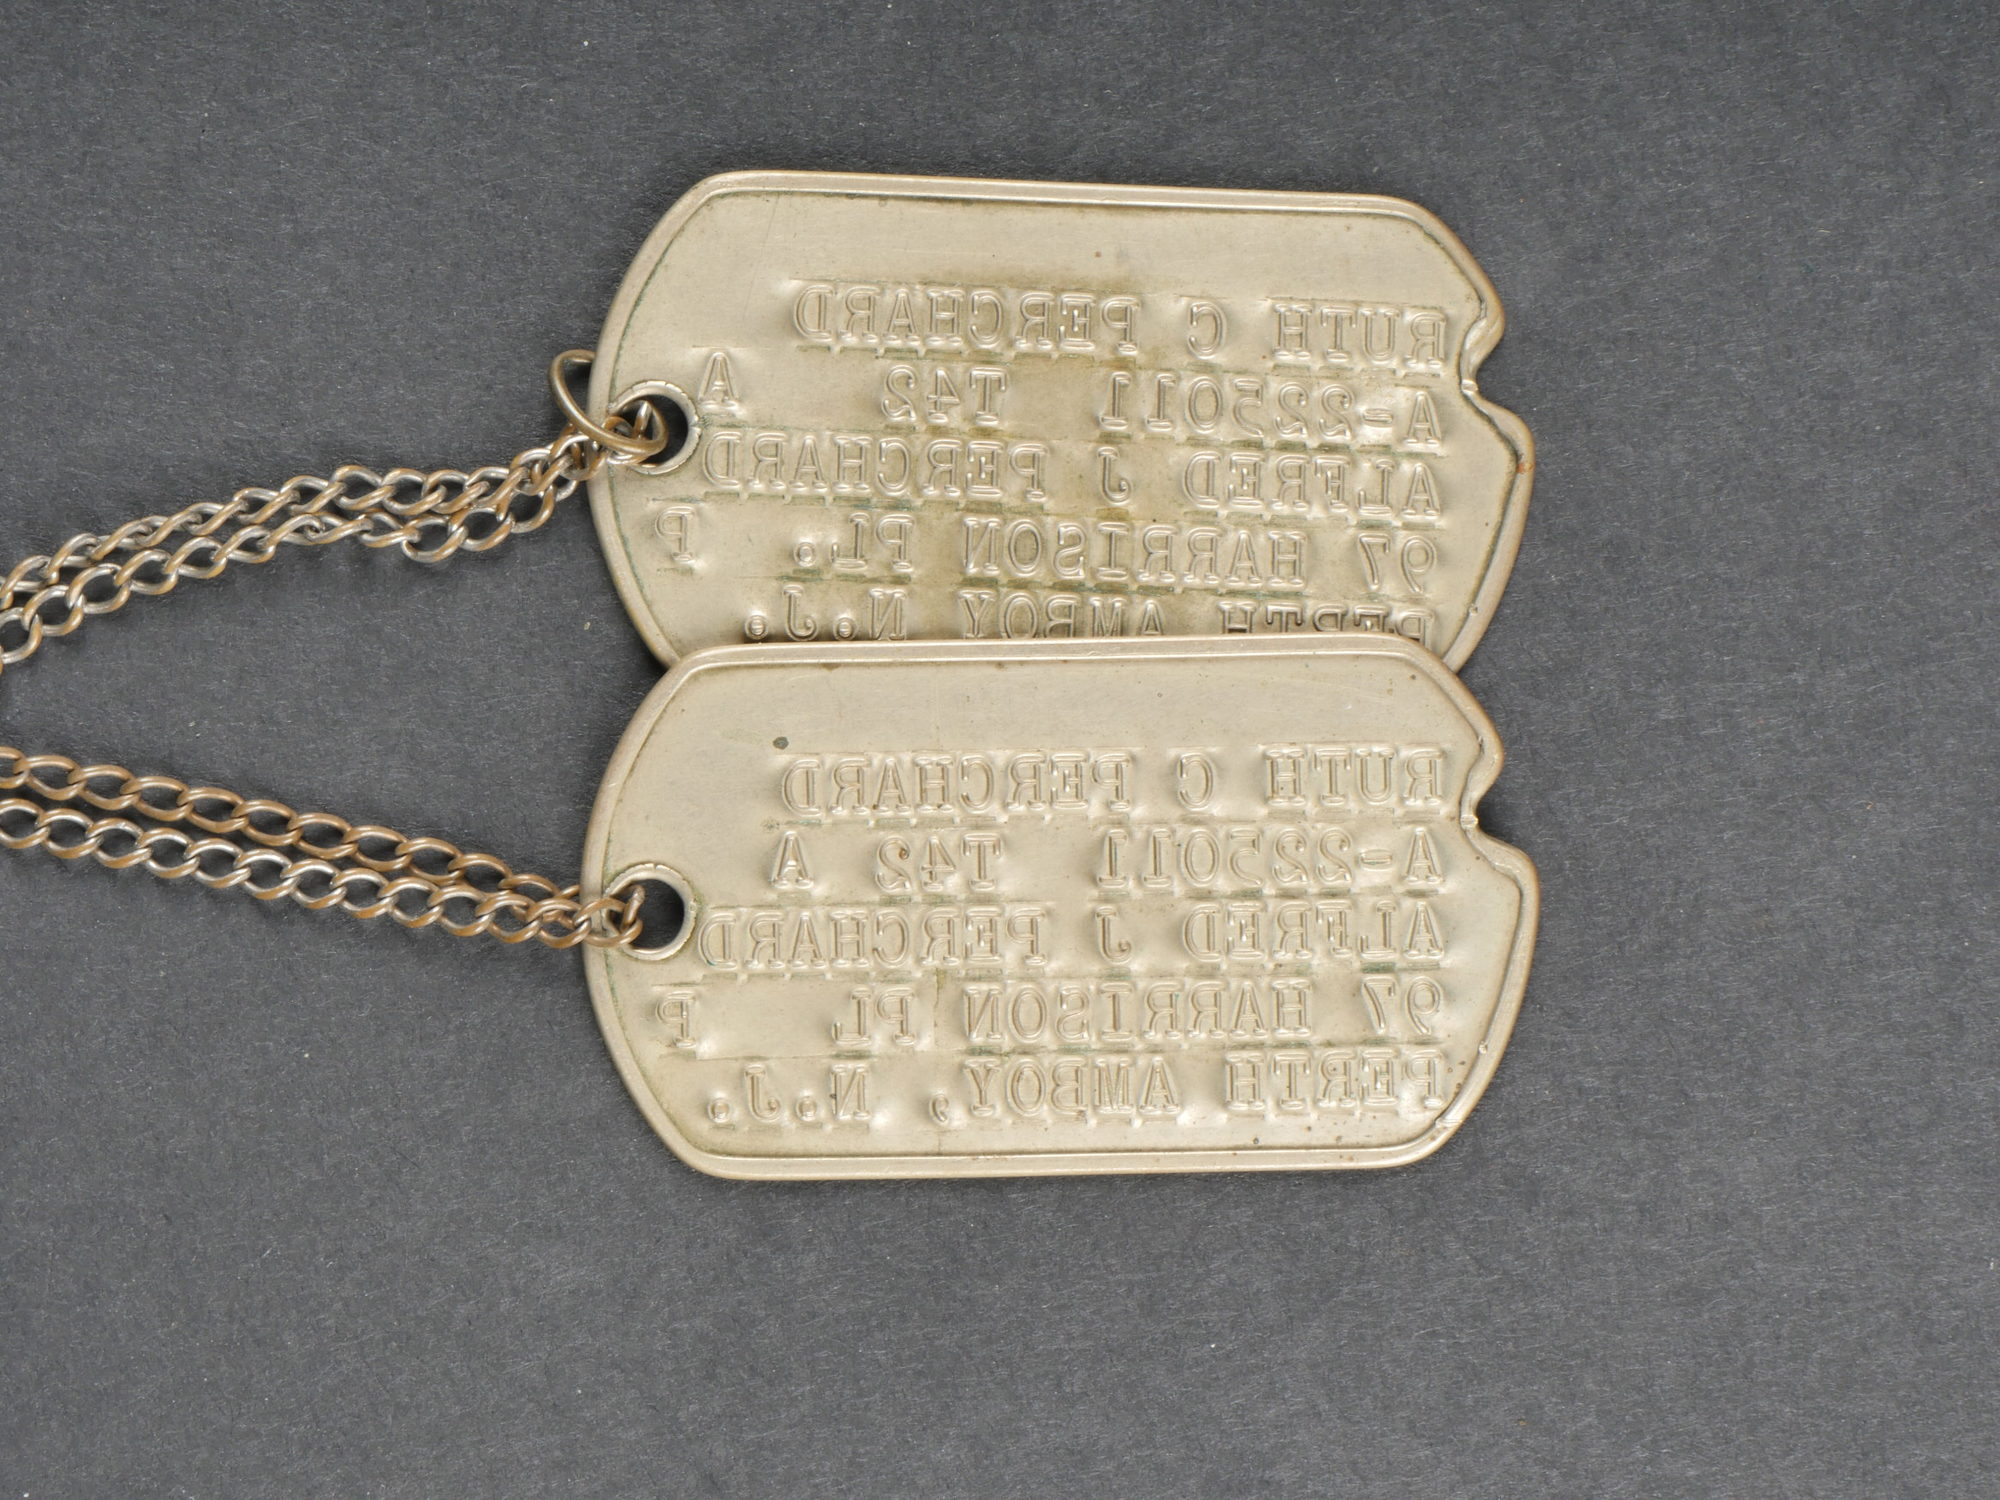 RUTH C PERCHARD
A-225011 T42 A
ALFRED J PERCHARD
97 HARRISON PL. P
PERTH AMBOY N.J.
RUTH C PERCHARD
A-225011 T42 A
ALFRED J PERCHARD
97 HARRISON PL P
PERTH AMBOY, N.J.